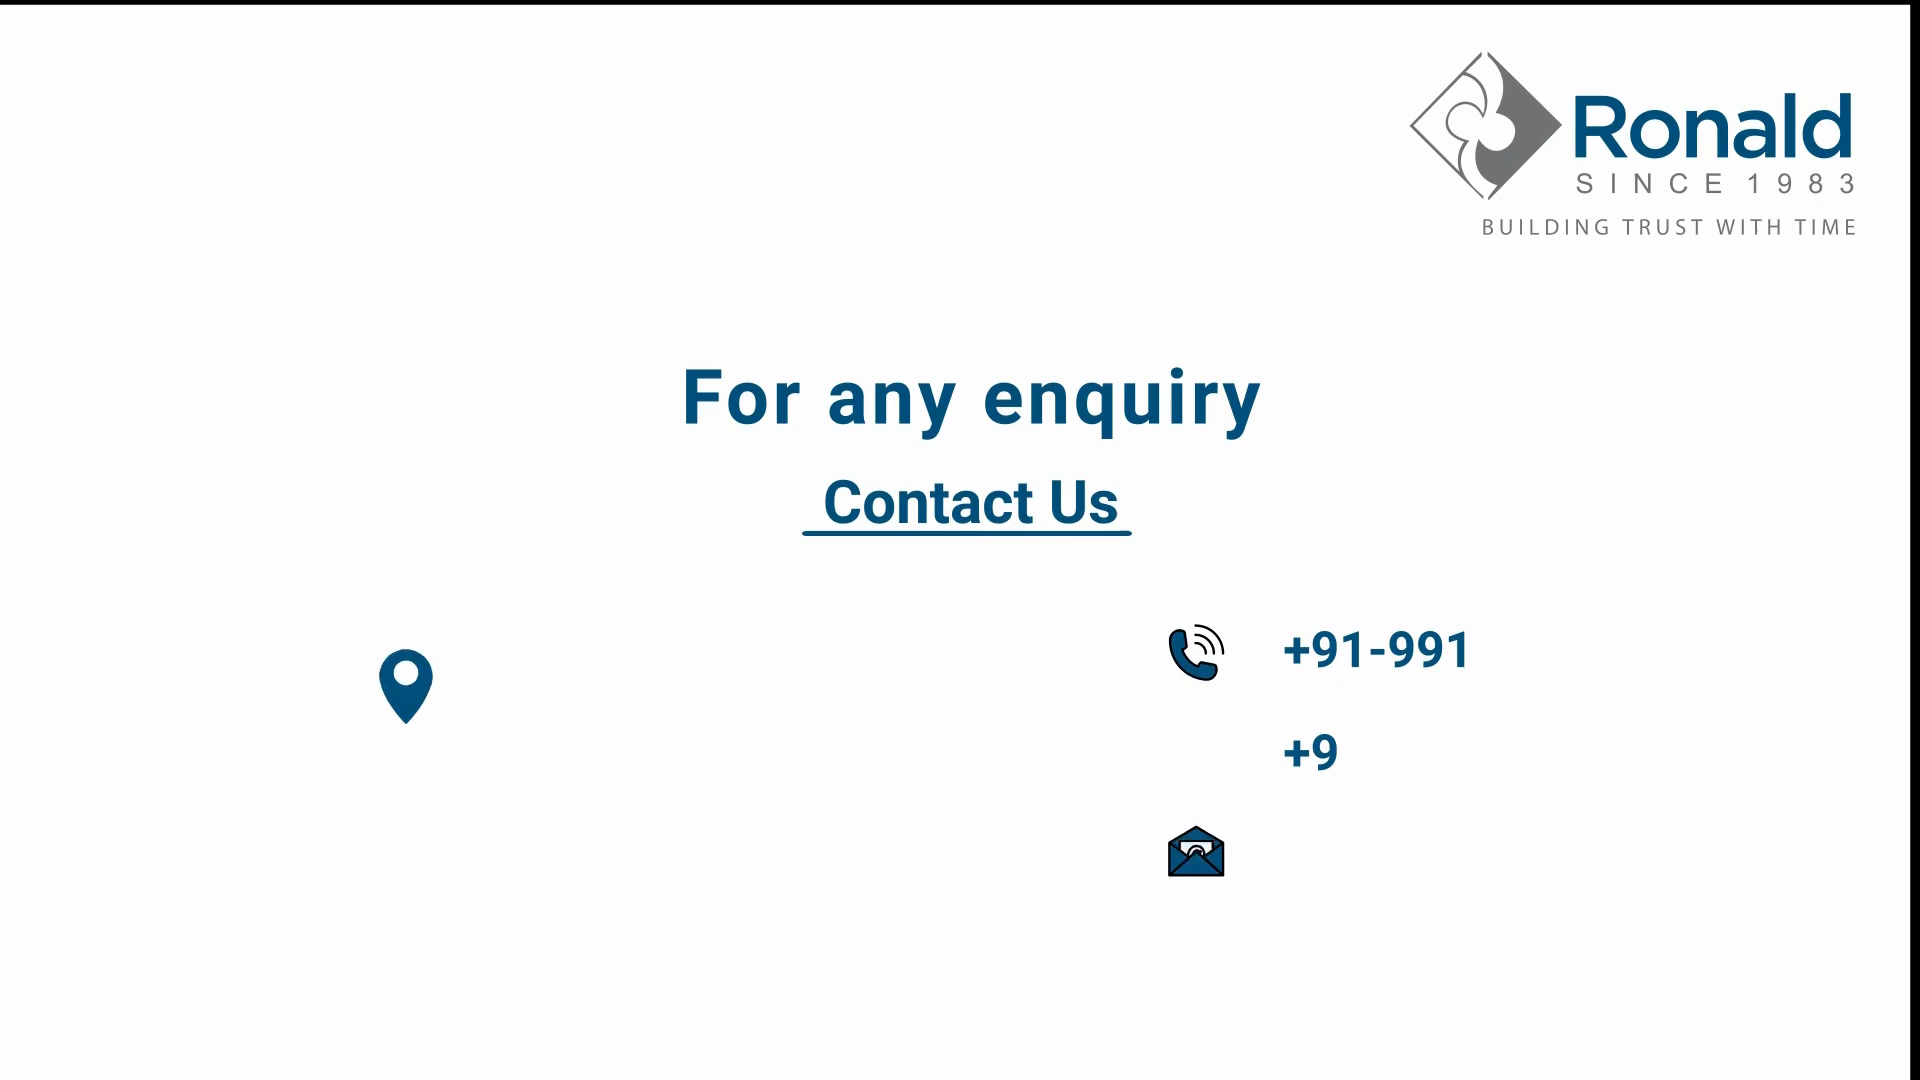 Ronald
SINCE 1983
BUILDING TRUST WITH TIME
For any enquiry
Contact Us
+91-991
+9